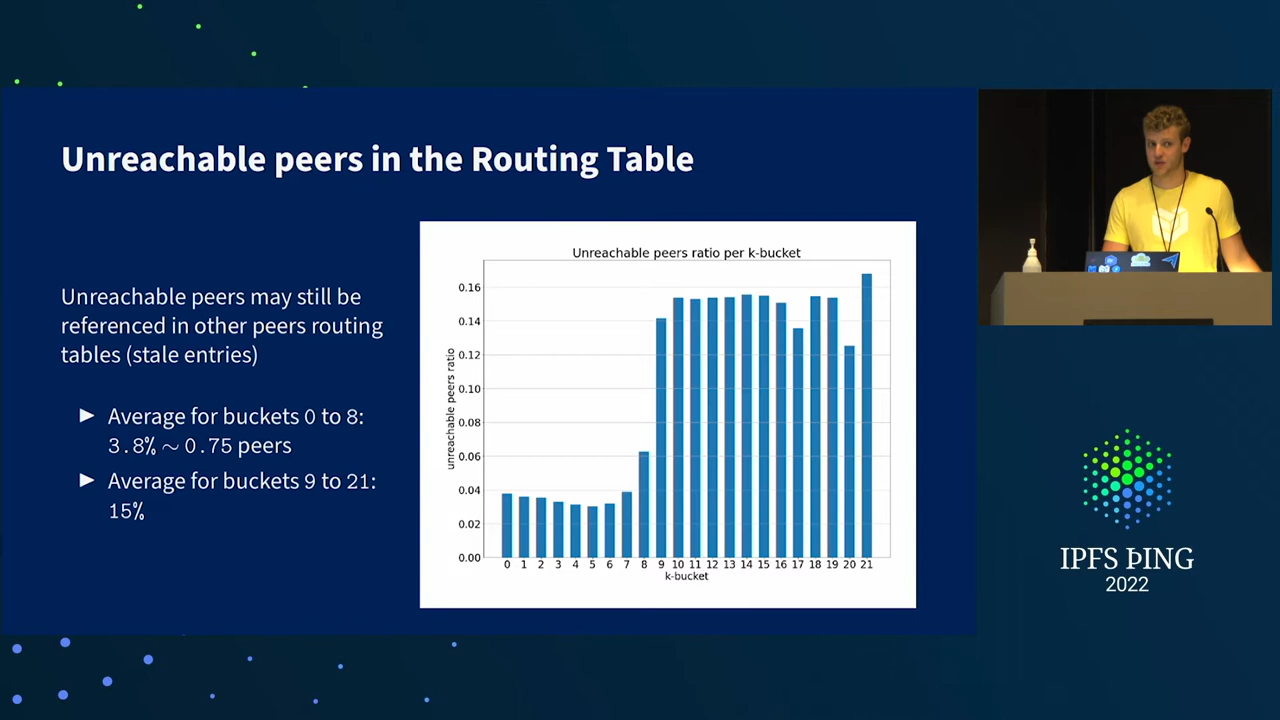 Unreachable peers in the Routing Table
Unreachable peers may still be
referenced in other peers routing
tables (stale entries)
► Average for buckets 0 to 8:
3.8% ~ 0.75 peers
► Average for buckets 9 to 21:
15%
Unreachable peers ratio per k-bucket
unreachable peers ratio
0.16
0.14
0.12
0.10
0.08
0.06
0.04
0.02
0.00
0 1 2 3 4 5 6 7 8 9 10 11 12 13 14 15 16 17 18 19 20 21
k-bucket
IPFS ÞING
2022